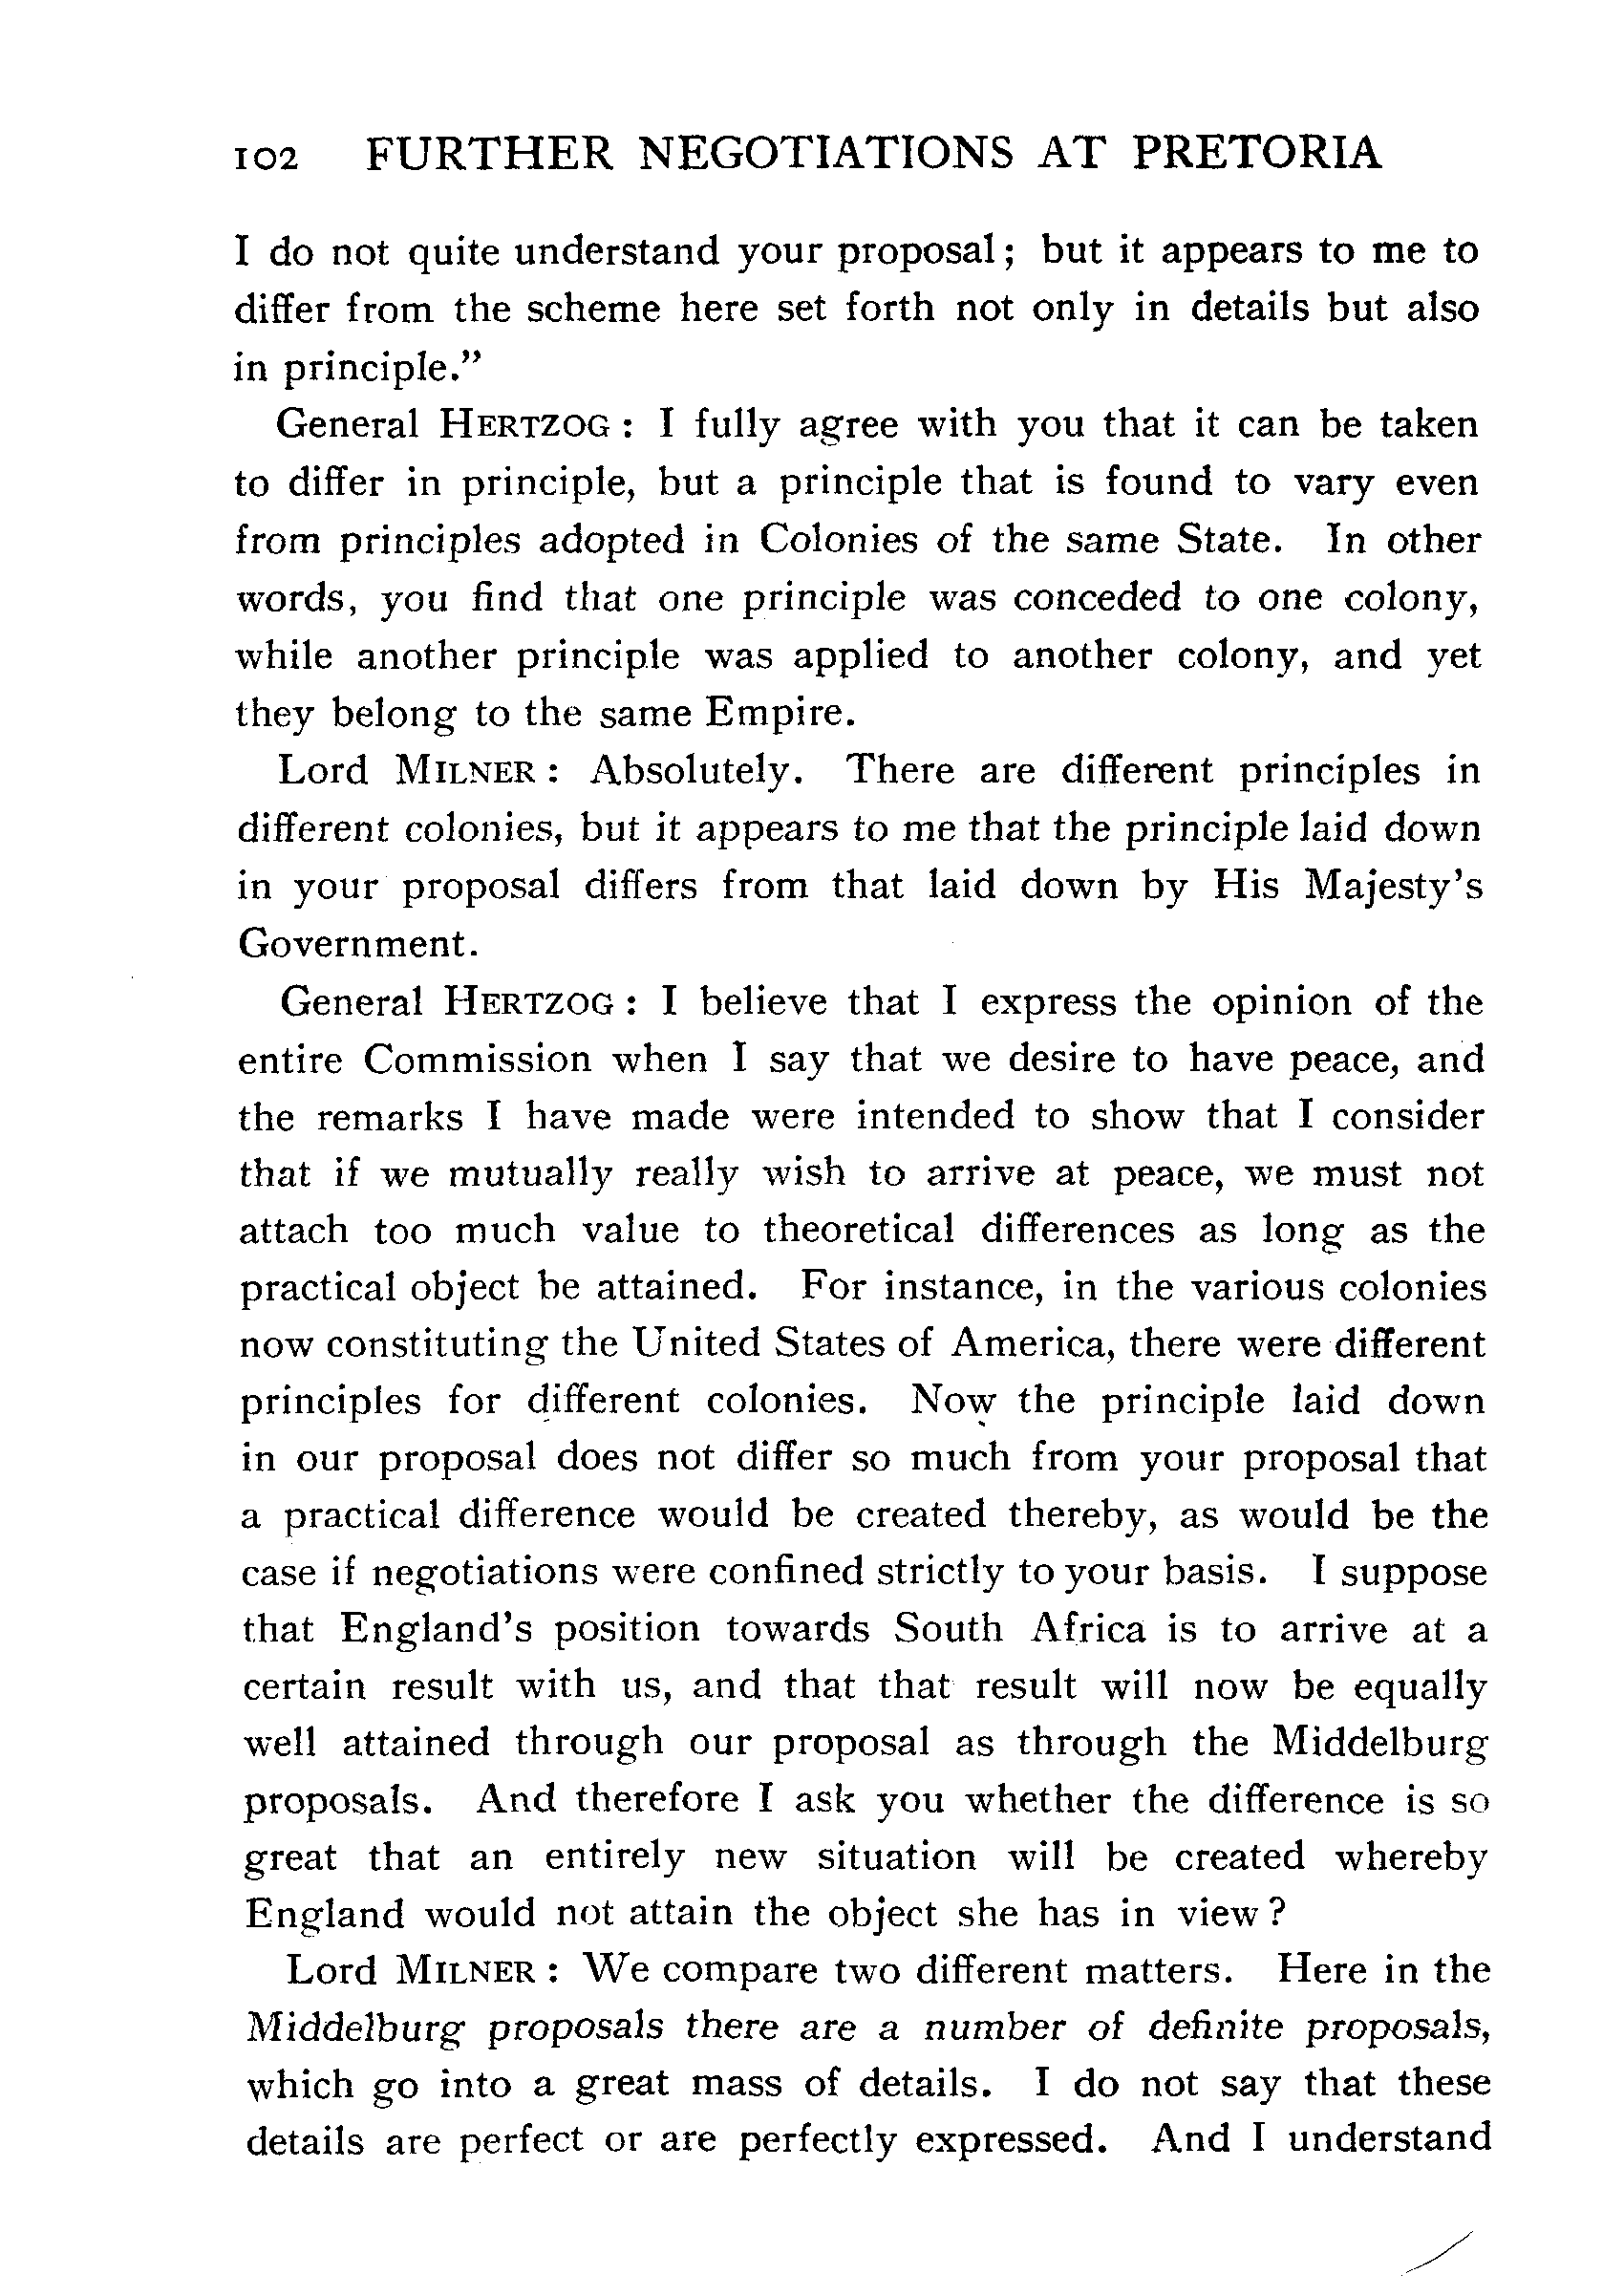 102 FURTHER NEGOTIATIONS AT PRETORIA
I do not quite understand your proposal; but it appears to me to
differ from the scheme here set forth not only in details but also
in principle.”
General HERTZOG : I fully agree with you that it can be taken
to differ in principle, but a principle that is found to vary even
from principles adopted in Colonies of the same State. In other
words, you find that one principle was conceded to one colony,
while another principle was applied to another colony, and yet
they belong to the same Empire.
Lord MILNER : Absolutely. There are different principles in
different colonies, but it appears to me that the principle laid down
in your proposal differs from that laid down by His Majesty’s
Government.
General HERTZOG : I believe that I express the opinion of the
entire Commission when I say that we desire to have peace, and
the remarks I have made were intended to show that I consider
that if we mutually really wish to arrive at peace, we must not
attach too much value to theoretical differences as long as the
practical object be attained. For instance, in the various colonies
now constituting the United States of America, there were different
principles for different colonies. Now the principle laid down
in our proposal does not differ so much from your proposal that
a practical difference would be created thereby, as would be the
case if negotiations were confined strictly to your basis. I suppose
that England’s position towards South Africa is to arrive at a
certain result with us, and that that result will now be equally
well attained through our proposal as through the Middelburg
proposals. And therefore I ask you whether the difference is so
great that an entirely new situation will be created whereby
England would not attain the object she has in view ?
Lord MILNER : We compare two different matters. Here in the
Middelburg proposals there are a number of definite proposals,
which go into a great mass of details. I do not say that these
details are perfect or are perfectly expressed. And I understand